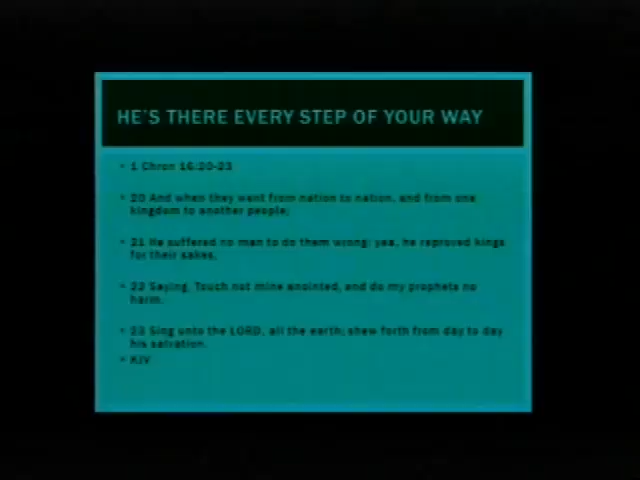 HE'S THERE EVERY STEP OF YOUR WAY
• 1 Chron 16:20-23
• 20 And when they went from nation to nation, and from one
kingdom to another people;
• 21 He suffered no man to do them wrong: yea, he reproved kings
for their sakes,
• 22 Saying, Touch not mine anointed, and do my prophets no
harm.
• 23 Sing unto the LORD, all the earth; shew forth from day to day
his salvation.
• KJV